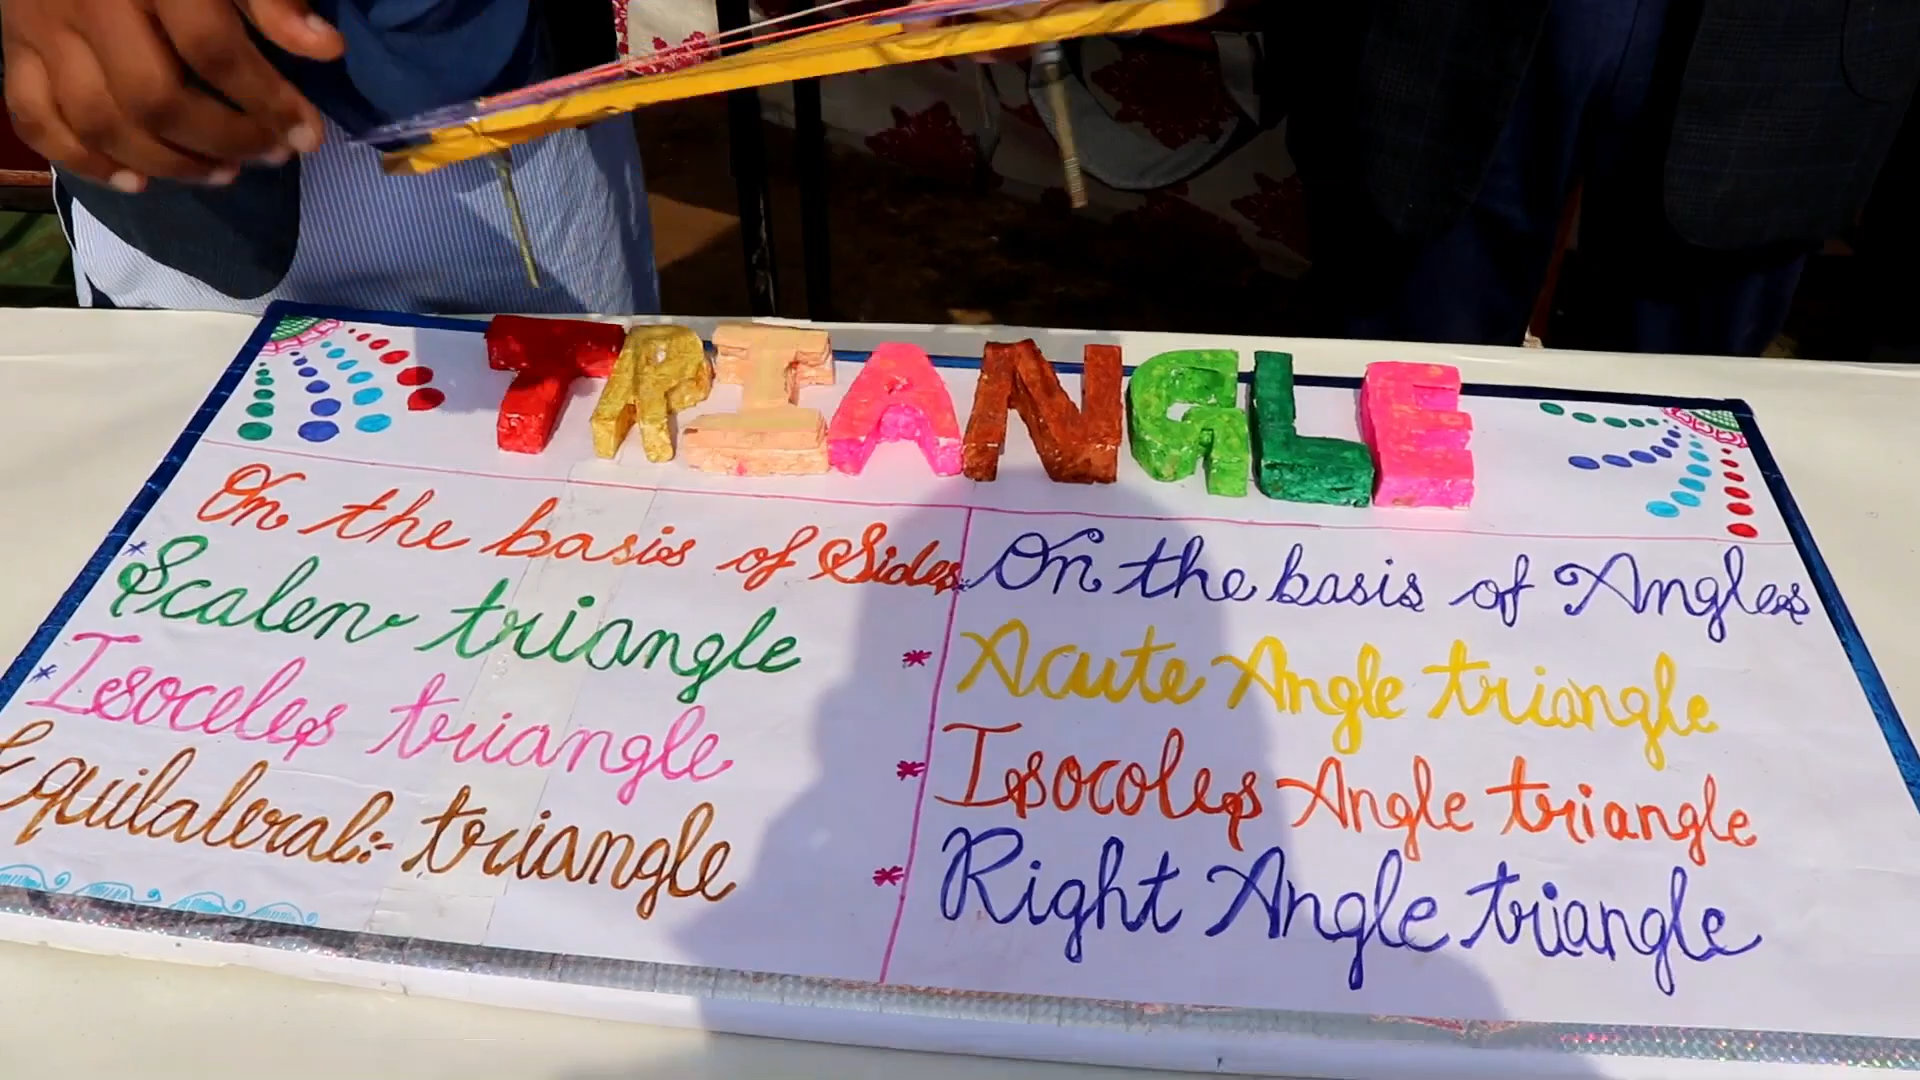 TRIANGLE
On the basis of Sides
* Scalen triangle
* Isoceles triangle
Equilateral:- triangle
* On the basis of Angles
* Acute Angle triangle
* Isocoles Angle triangle
* Right Angle triangle